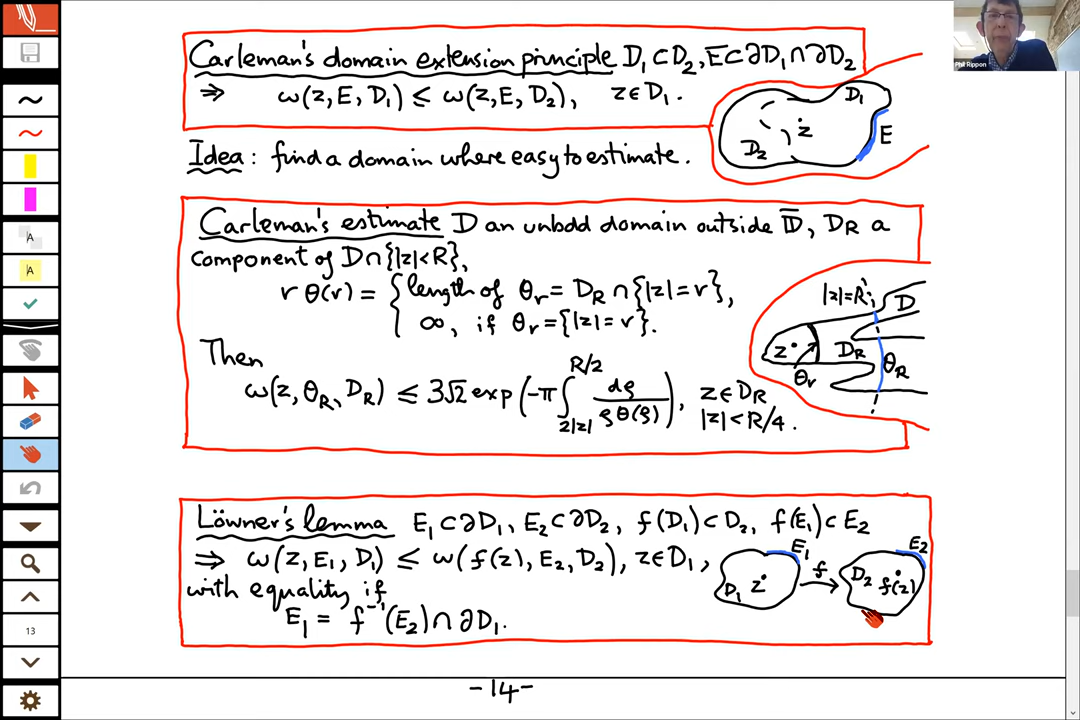 Carleman's domain extension principle D₁⊂D₂, E⊂∂D₁∩∂D₂
⇒ ω(z, E, D₁) ≤ ω(z, E, D₂), z∈D₁.
D₁
z
D₂
E
Idea: find a domain where easy to estimate.
Carleman's estimate D an unbdd domain outside D̅, D_R a
component of D∩{|z|<R},
r θ(r) = { length of θ_r = D_R ∩ {|z|=r},
∞, if θ_r = {|z|=r}.
|z|=R
D
z
D_R
θ_r
θ_R
Then
ω(z, θ_R, D_R) ≤ 3√2 exp(-π ∫_{2|z|}^{R/2} dρ/(ρθ(ρ))), z∈D_R
|z|<R/4.
Löwner's lemma E₁⊂∂D₁, E₂⊂∂D₂, f(D₁)⊂D₂, f(E₁)⊂E₂
⇒ ω(z, E₁, D₁) ≤ ω(f(z), E₂, D₂), z∈D₁,
with equality if
E₁ = f⁻¹(E₂) ∩ ∂D₁.
E₁
D₁ z
f
E₂
D₂ f(z)
-14-
Phil Rippon
A
A
13